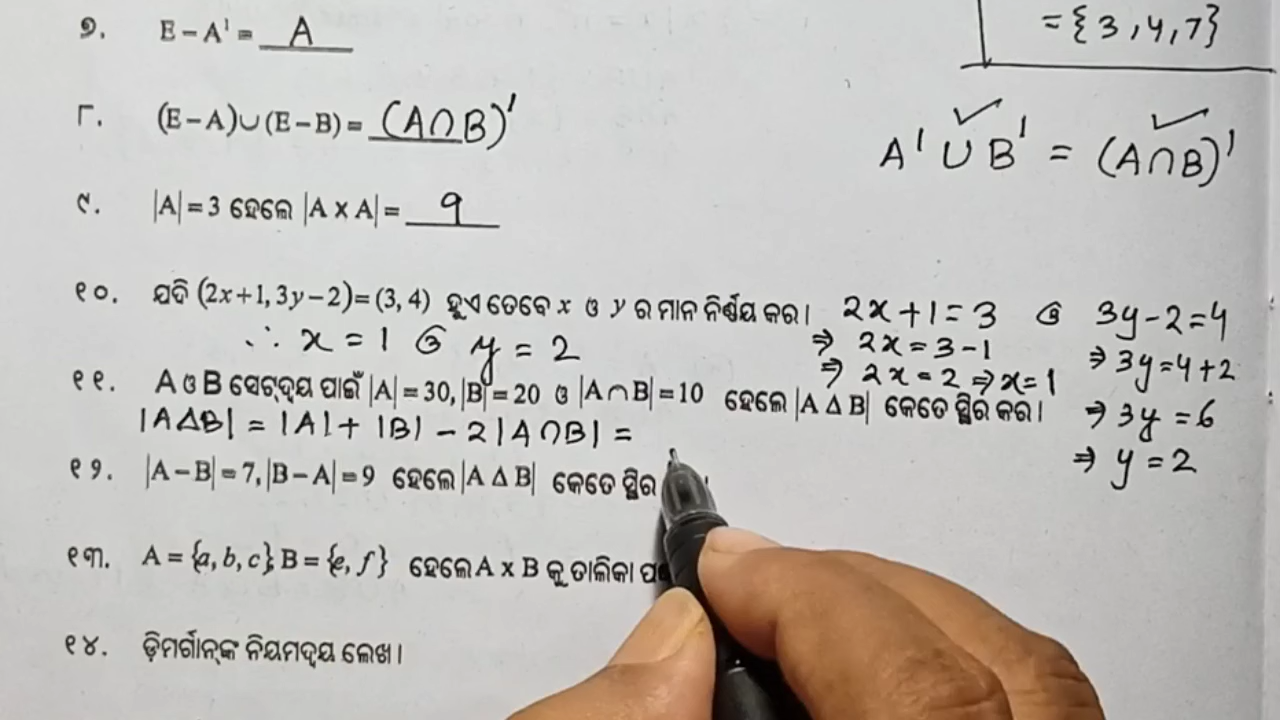 = {3, 4, 7}
୭. E – A' = A
୮. (E – A)∪(E – B) = (A∩B)'
A' ∪ B' = (A∩B)'
୯. |A| = 3 ହେଲେ |A x A| = 9
୧୦. ଯଦି (2x+1, 3y–2) = (3, 4) ହୁଏ ତେବେ x ଓ y ର ମାନ ନିର୍ଣ୍ଣୟ କର। 2x+1 = 3 ଓ 3y-2=4
∴ x = 1 ଓ y = 2
⇒ 2x = 3-1
⇒ 3y=4+2
⇒ 2x=2 ⇒ x=1
୧୧. A ଓ B ସେଟ୍‌ଦ୍ୱୟ ପାଇଁ |A| = 30, |B| = 20 ଓ |A∩B| = 10 ହେଲେ |A Δ B| କେତେ ସ୍ଥିର କର।
⇒ 3y = 6
|AΔB| = |A| + |B| - 2|A∩B| =
⇒ y = 2
୧୨. |A – B| = 7, |B – A| = 9 ହେଲେ |A Δ B| କେତେ ସ୍ଥିର
୧୩. A = {a, b, c}, B = {e, f} ହେଲେ A x B କୁ ତାଲିକା
୧୪. ଡ଼ିମର୍ଗାନ୍‌ଙ୍କ ନିୟମଦ୍ୱୟ ଲେଖ।